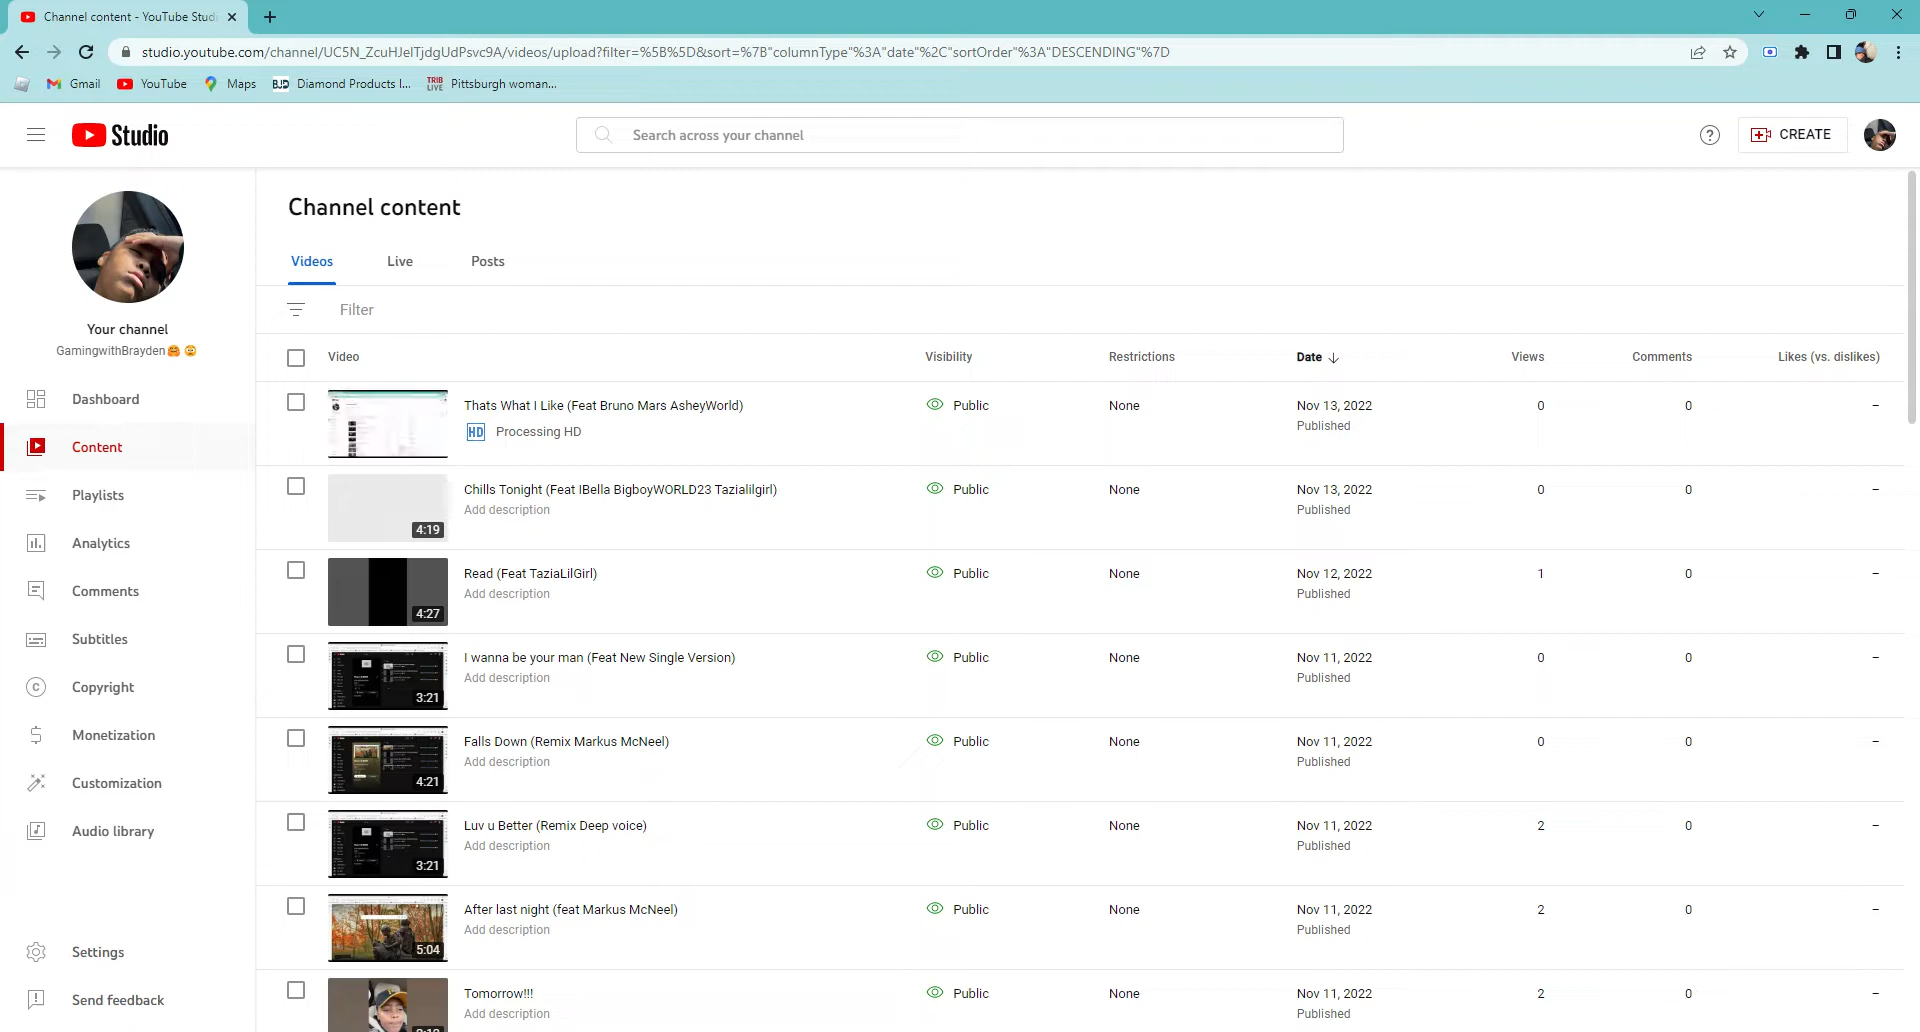 Channel content - YouTube Studi
studio.youtube.com/channel/UC5N_ZcuHJelTjdgUdPsvc9A/videos/upload?filter=%5B%5D&sort=%7B"columnType"%3A"date"%2C"sortOrder"%3A"DESCENDING"%7D
Gmail YouTube Maps BJD Diamond Products I... TRIB LIVE Pittsburgh woman...
Studio Search across your channel ? CREATE
Channel content
Videos Live Posts
Your channel
GamingwithBrayden🤗 😩
Dashboard
Content
Playlists
Analytics
Comments
Subtitles
Copyright
Monetization
Customization
Audio library
Settings
Send feedback
Filter
Video Visibility Restrictions Date ↓ Views Comments Likes (vs. dislikes)
Thats What I Like (Feat Bruno Mars AsheyWorld) Public None Nov 13, 2022 0 0 –
HD Processing HD Published
Chills Tonight (Feat IBella BigboyWORLD23 Tazialilgirl) Public None Nov 13, 2022 0 0 –
Add description Published
4:19
Read (Feat TaziaLilGirl) Public None Nov 12, 2022 1 0 –
Add description Published
4:27
I wanna be your man (Feat New Single Version) Public None Nov 11, 2022 0 0 –
Add description Published
3:21
Falls Down (Remix Markus McNeel) Public None Nov 11, 2022 0 0 –
Add description Published
4:21
Luv u Better (Remix Deep voice) Public None Nov 11, 2022 2 0 –
Add description Published
3:21
After last night (feat Markus McNeel) Public None Nov 11, 2022 2 0 –
Add description Published
5:04
Tomorrow!!! Public None Nov 11, 2022 2 0 –
Add description Published